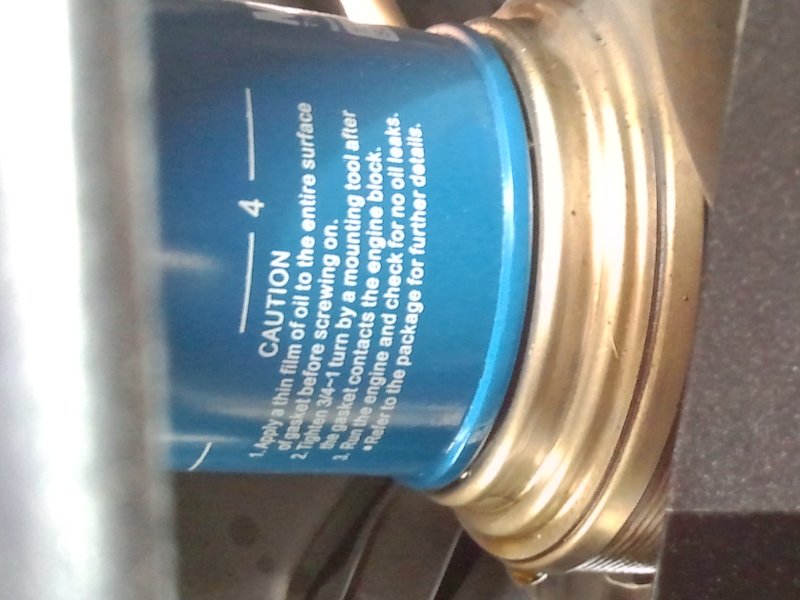 4
CAUTION
1. Apply a thin film of oil to the entire surface
of gasket before screwing on.
2. Tighten 3/4~1 turn by a mounting tool after
the gasket contacts the engine block.
3. Run the engine and check for no oil leaks.
• Refer to the package for further details.